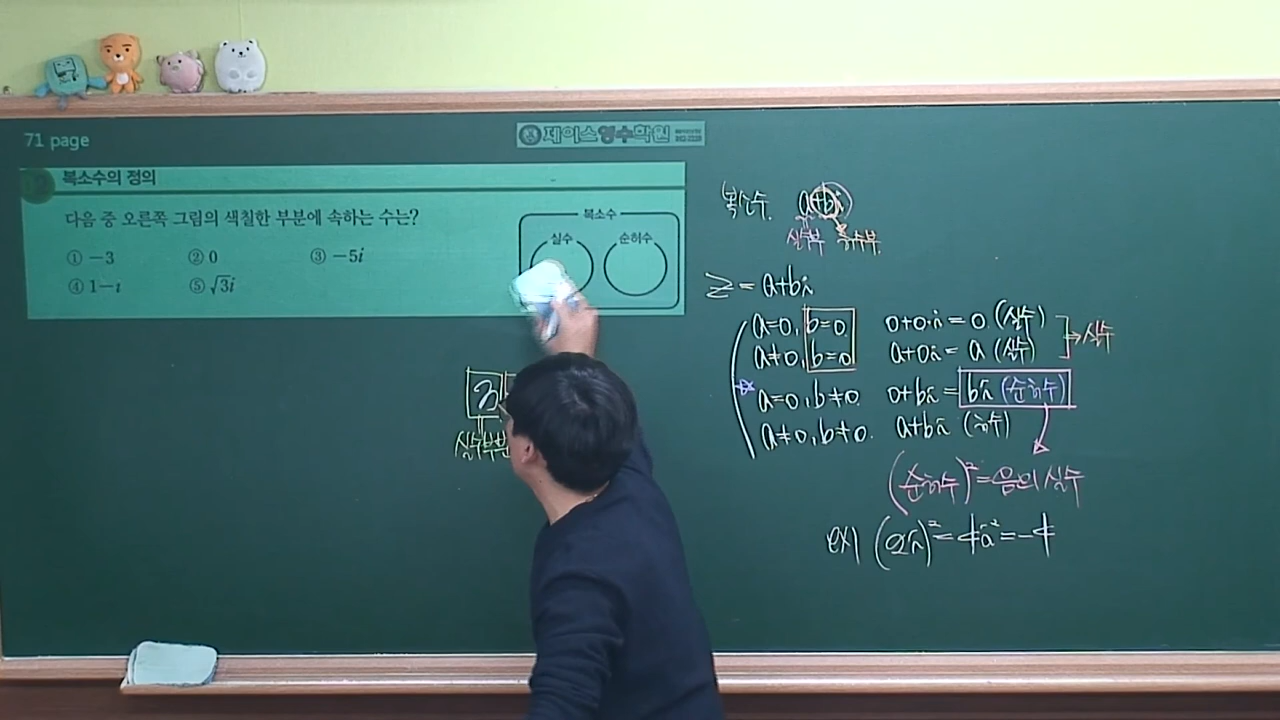 71 page
제이스영수학원
복소수의 정의
다음 중 오른쪽 그림의 색칠한 부분에 속하는 수는?
① −3 ② 0 ③ −5i
④ 1−i ⑤ √3i
복소수
실수 순허수
복소수. a+bi
실수부 허수부.
Z = a+bi
a=0, b=0 0+0·i = 0 (실수)
a≠0, b=0 a+0i = a (실수)
→실수
a=0, b≠0. 0+bi = bi (순허수)
a≠0, b≠0. a+bi (허수)
(순허수)²=음의 실수
ex) (2i)²=4i²=−4
실수부분